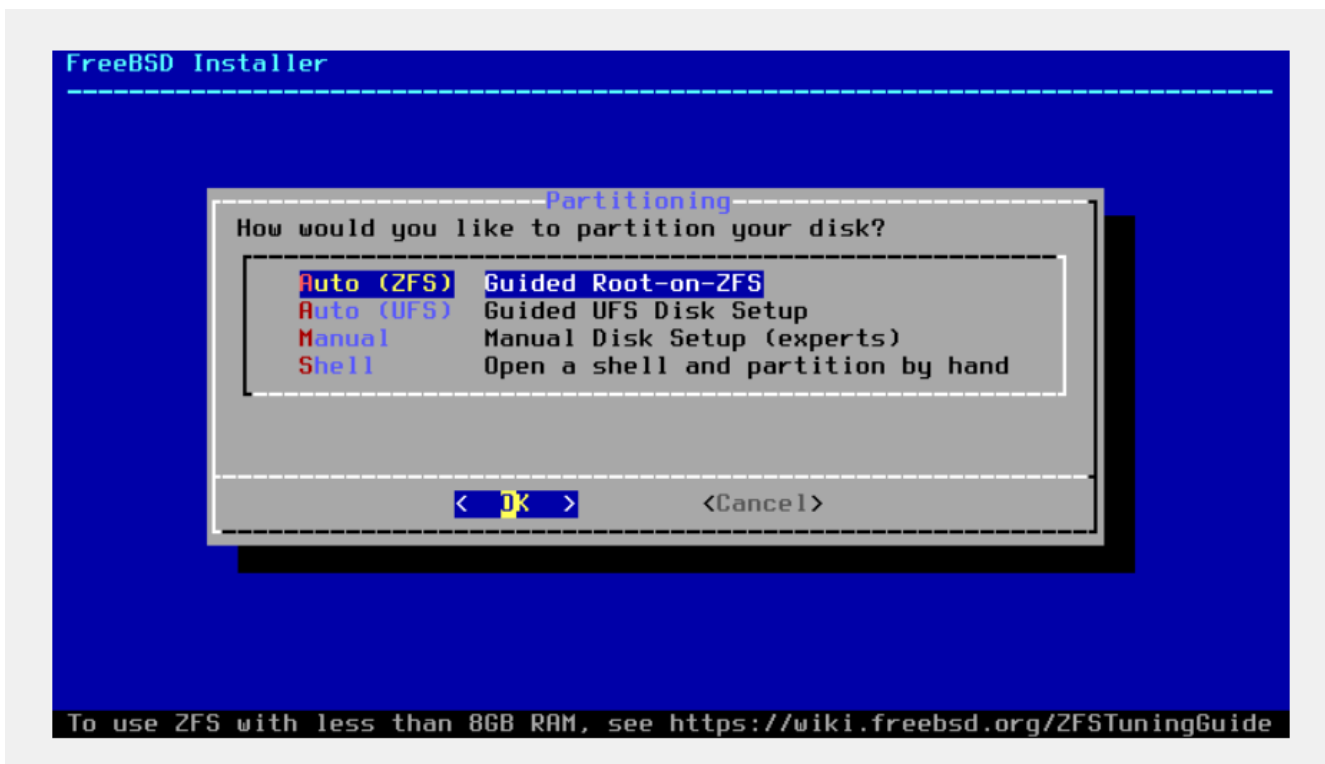 FreeBSD Installer
Partitioning
How would you like to partition your disk?
Auto (ZFS) Guided Root-on-ZFS
Auto (UFS) Guided UFS Disk Setup
Manual Manual Disk Setup (experts)
Shell Open a shell and partition by hand
< OK > <Cancel>
To use ZFS with less than 8GB RAM, see https://wiki.freebsd.org/ZFSTuningGuide